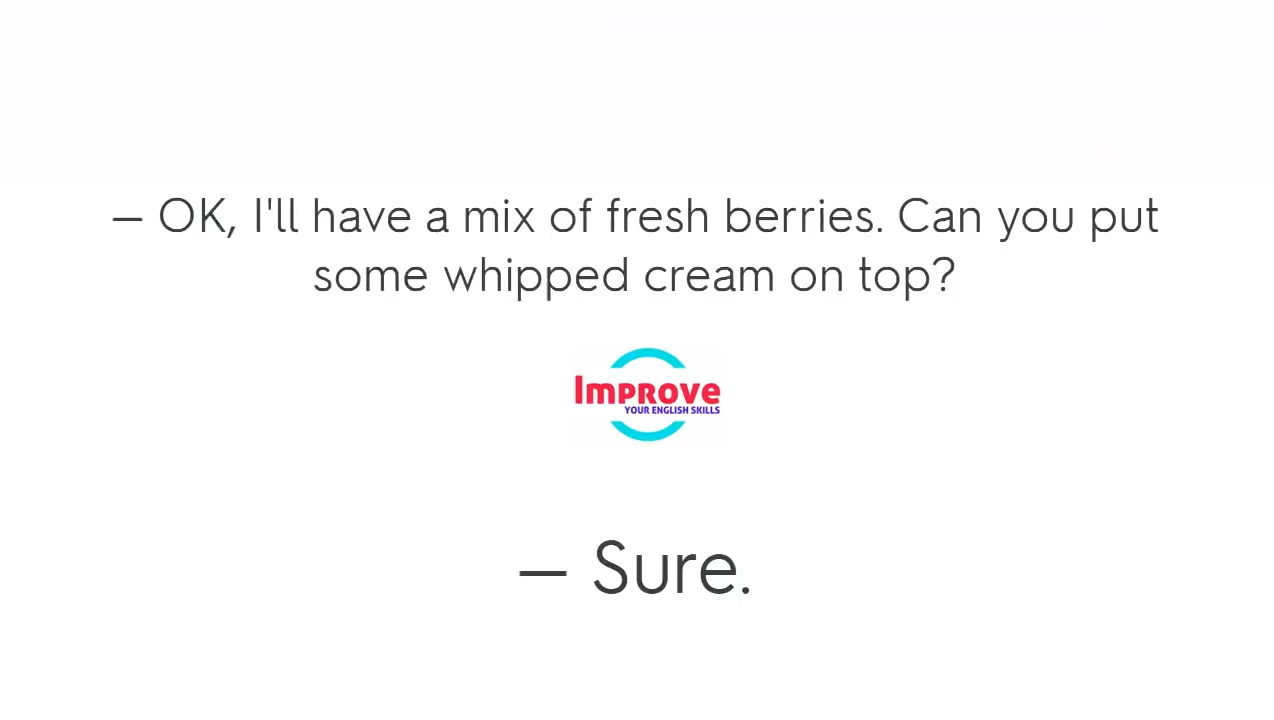 — OK, I'll have a mix of fresh berries. Can you put
some whipped cream on top?
Improve
YOUR ENGLISH SKILLS
— Sure.